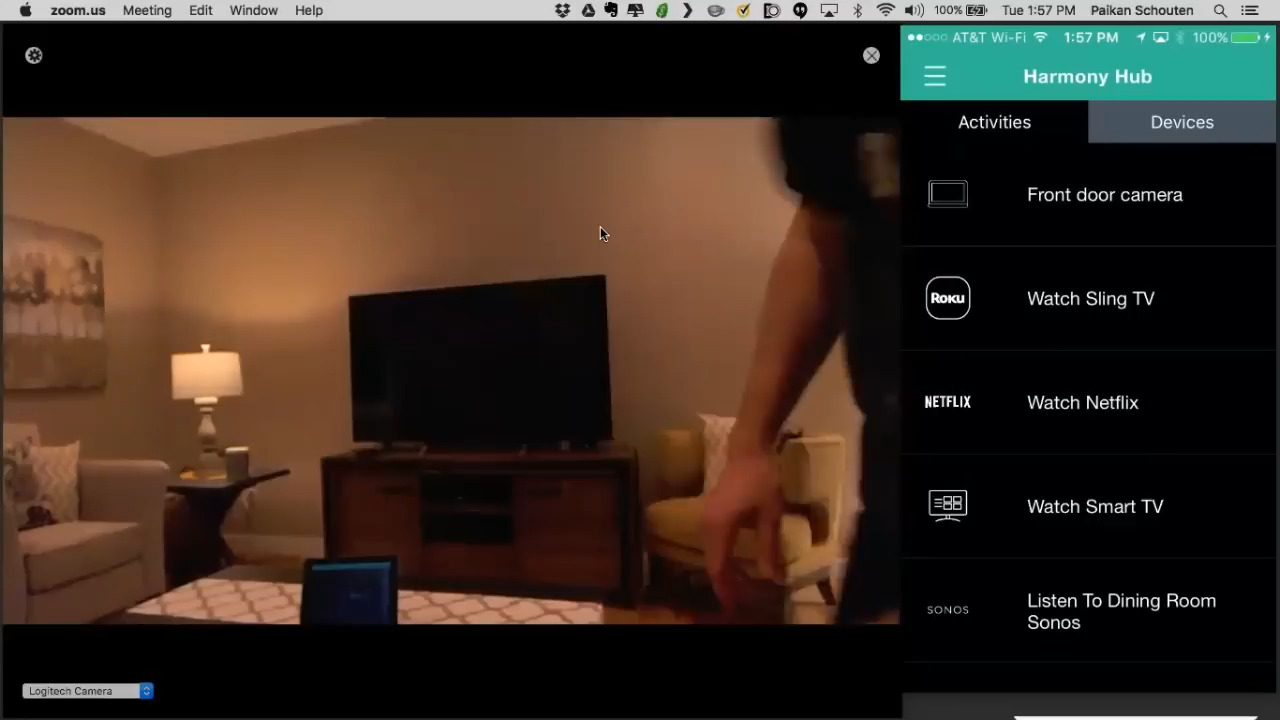 zoom.us Meeting Edit Window Help 100% Tue 1:57 PM Paikan Schouten
AT&T Wi-Fi 1:57 PM 100%
Harmony Hub
Activities Devices
Front door camera
ROKU Watch Sling TV
NETFLIX Watch Netflix
Watch Smart TV
SONOS Listen To Dining Room
Sonos
Logitech Camera